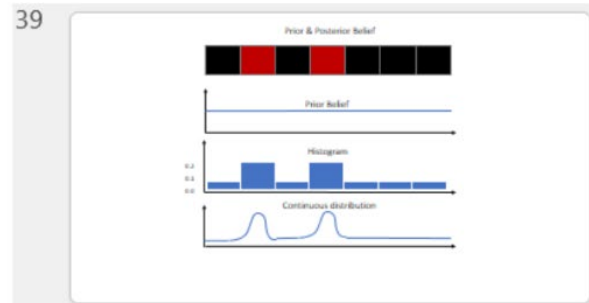 39
Prior & Posterior Belief
Prior Belief
Histogram
0.2
0.1
0.0
Continuous distribution